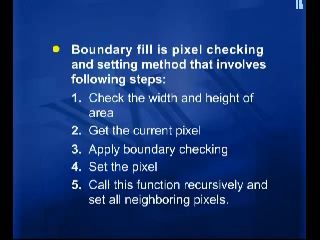 Boundary fill is pixel checking
and setting method that involves
following steps:
1. Check the width and height of
area
2. Get the current pixel
3. Apply boundary checking
4. Set the pixel
5. Call this function recursively and
set all neighboring pixels.